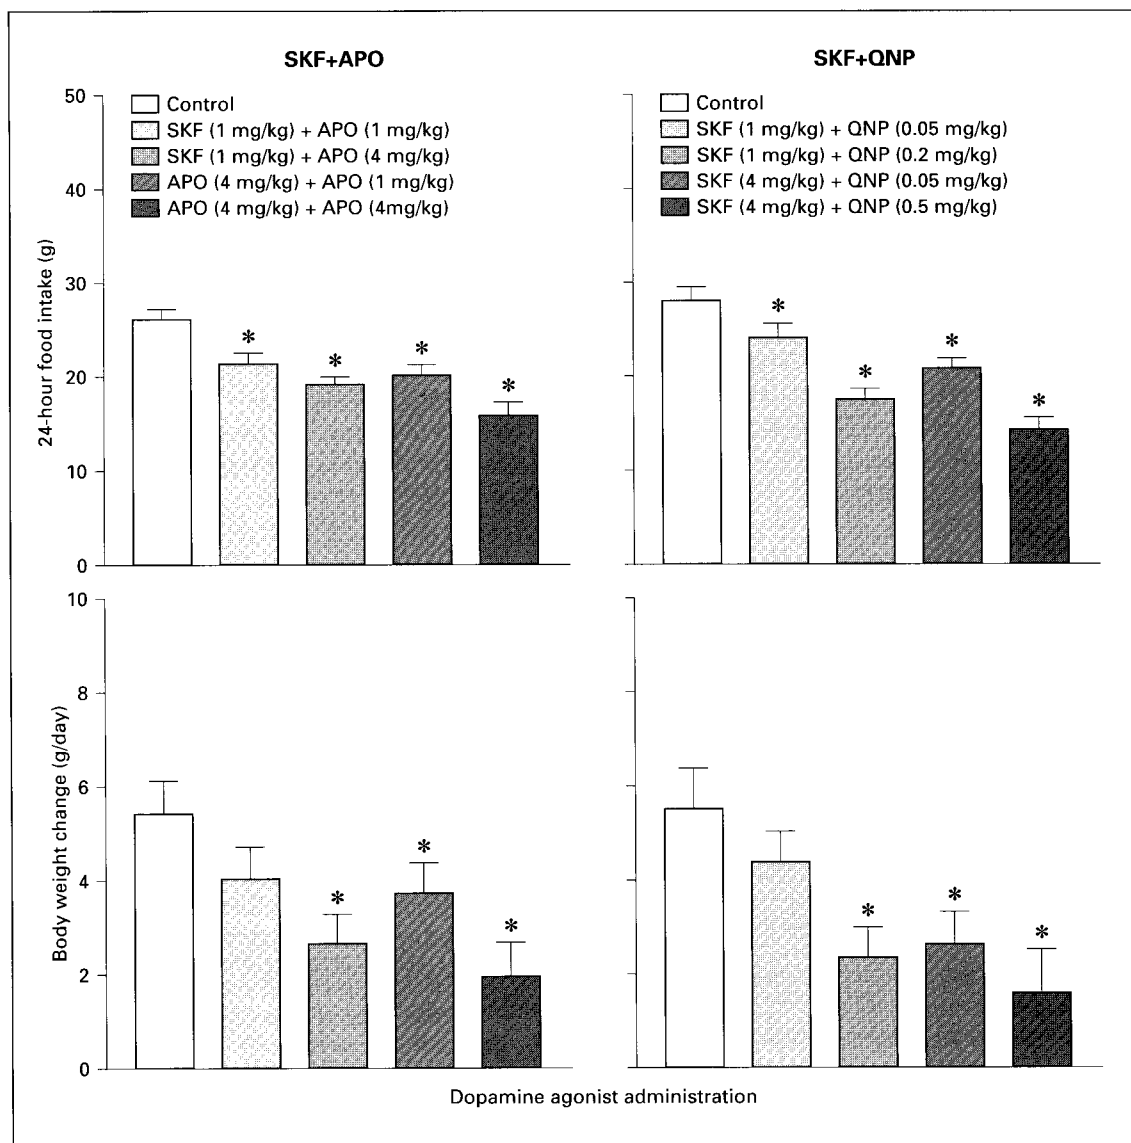 SKF+APO
Control
SKF (1 mg/kg) + APO (1 mg/kg)
SKF (1 mg/kg) + APO (4 mg/kg)
APO (4 mg/kg) + APO (1 mg/kg)
APO (4 mg/kg) + APO (4mg/kg)
SKF+QNP
Control
SKF (1 mg/kg) + QNP (0.05 mg/kg)
SKF (1 mg/kg) + QNP (0.2 mg/kg)
SKF (4 mg/kg) + QNP (0.05 mg/kg)
SKF (4 mg/kg) + QNP (0.5 mg/kg)
24-hour food intake (g)
50
40
30
20
10
0
* * * *
* * * *
Body weight change (g/day)
10
8
6
4
2
0
* * *
* * *
Dopamine agonist administration